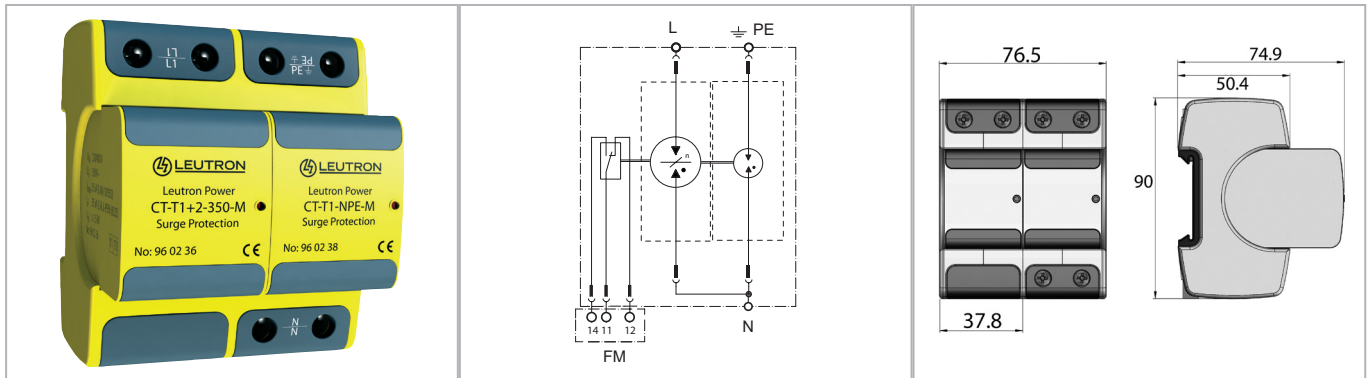 L1
L1
PE
PE
LEUTRON
Leutron Power
CT-T1+2-350-M
Surge Protection
No: 96 02 36 CE
LEUTRON
Leutron Power
CT-T1-NPE-M
Surge Protection
No: 96 02 38 CE
N
N
L PE
n
14 11 12
N
FM
76.5
90
37.8
74.9
50.4